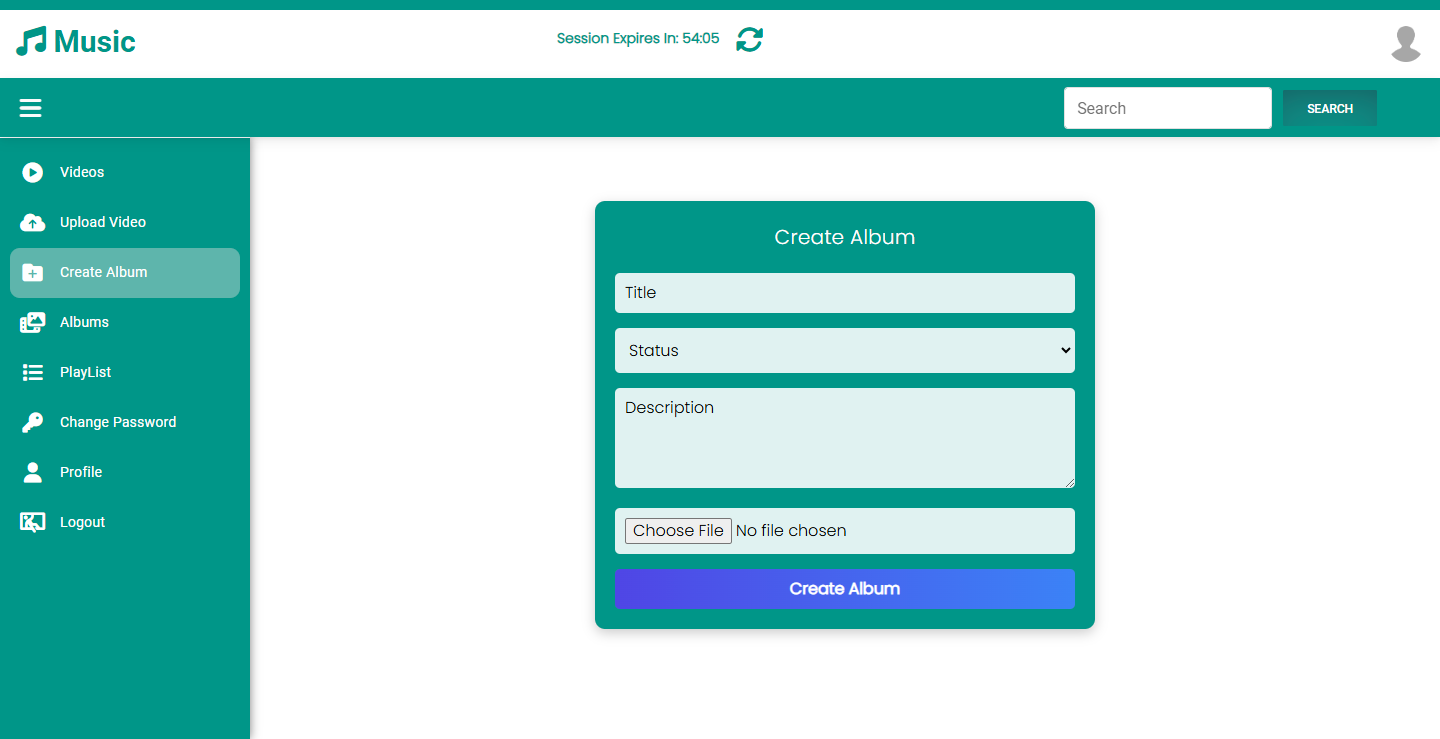 Music
Session Expires In: 54:05
Search
SEARCH
Videos
Upload Video
Create Album
Albums
PlayList
Change Password
Profile
Logout
Create Album
Title
Status
Description
Choose File No file chosen
Create Album